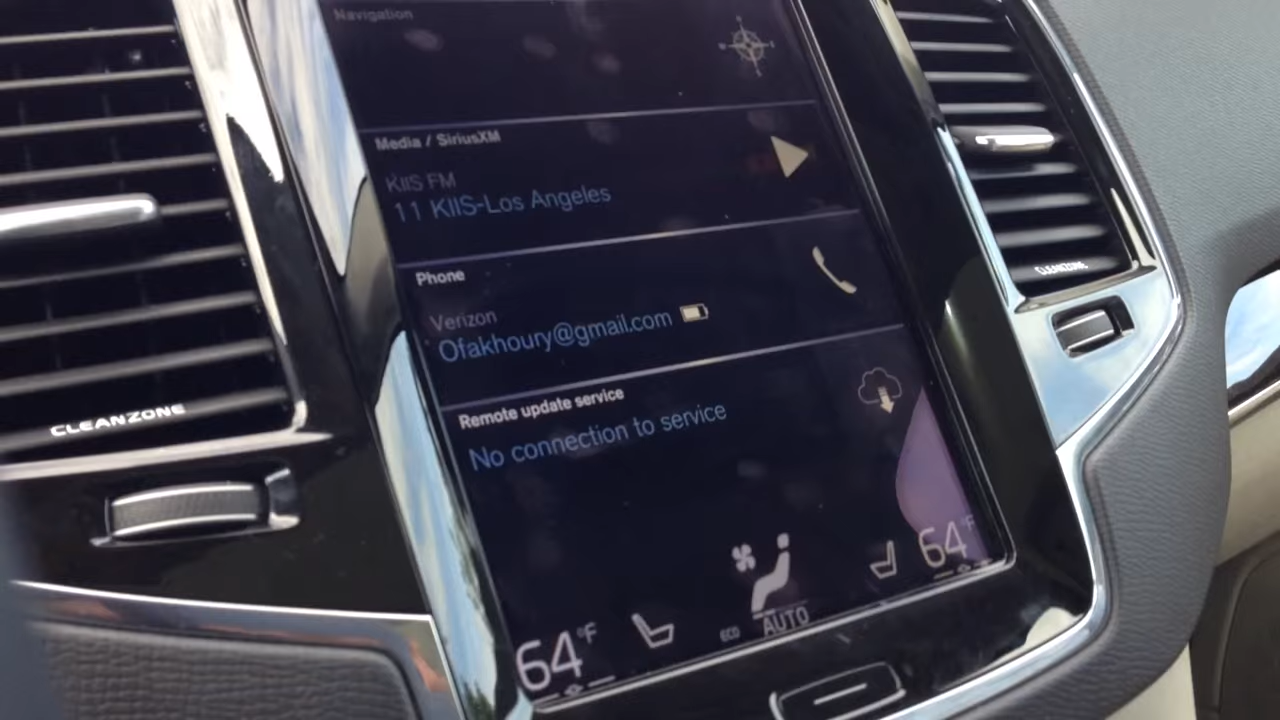 Navigation
Media / SiriusXM
KIIS FM
11 KIIS-Los Angeles
Phone
Verizon
Ofakhoury@gmail.com
Remote update service
No connection to service
64°F
ECO
AUTO
64°F
CLEANZONE
CLEANZONE